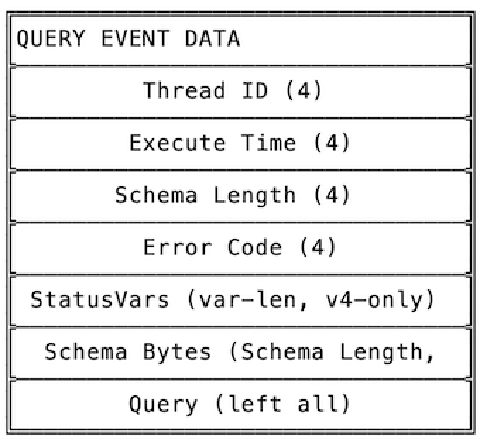 QUERY EVENT DATA
Thread ID (4)
Execute Time (4)
Schema Length (4)
Error Code (4)
StatusVars (var-len, v4-only)
Schema Bytes (Schema Length,
Query (left all)